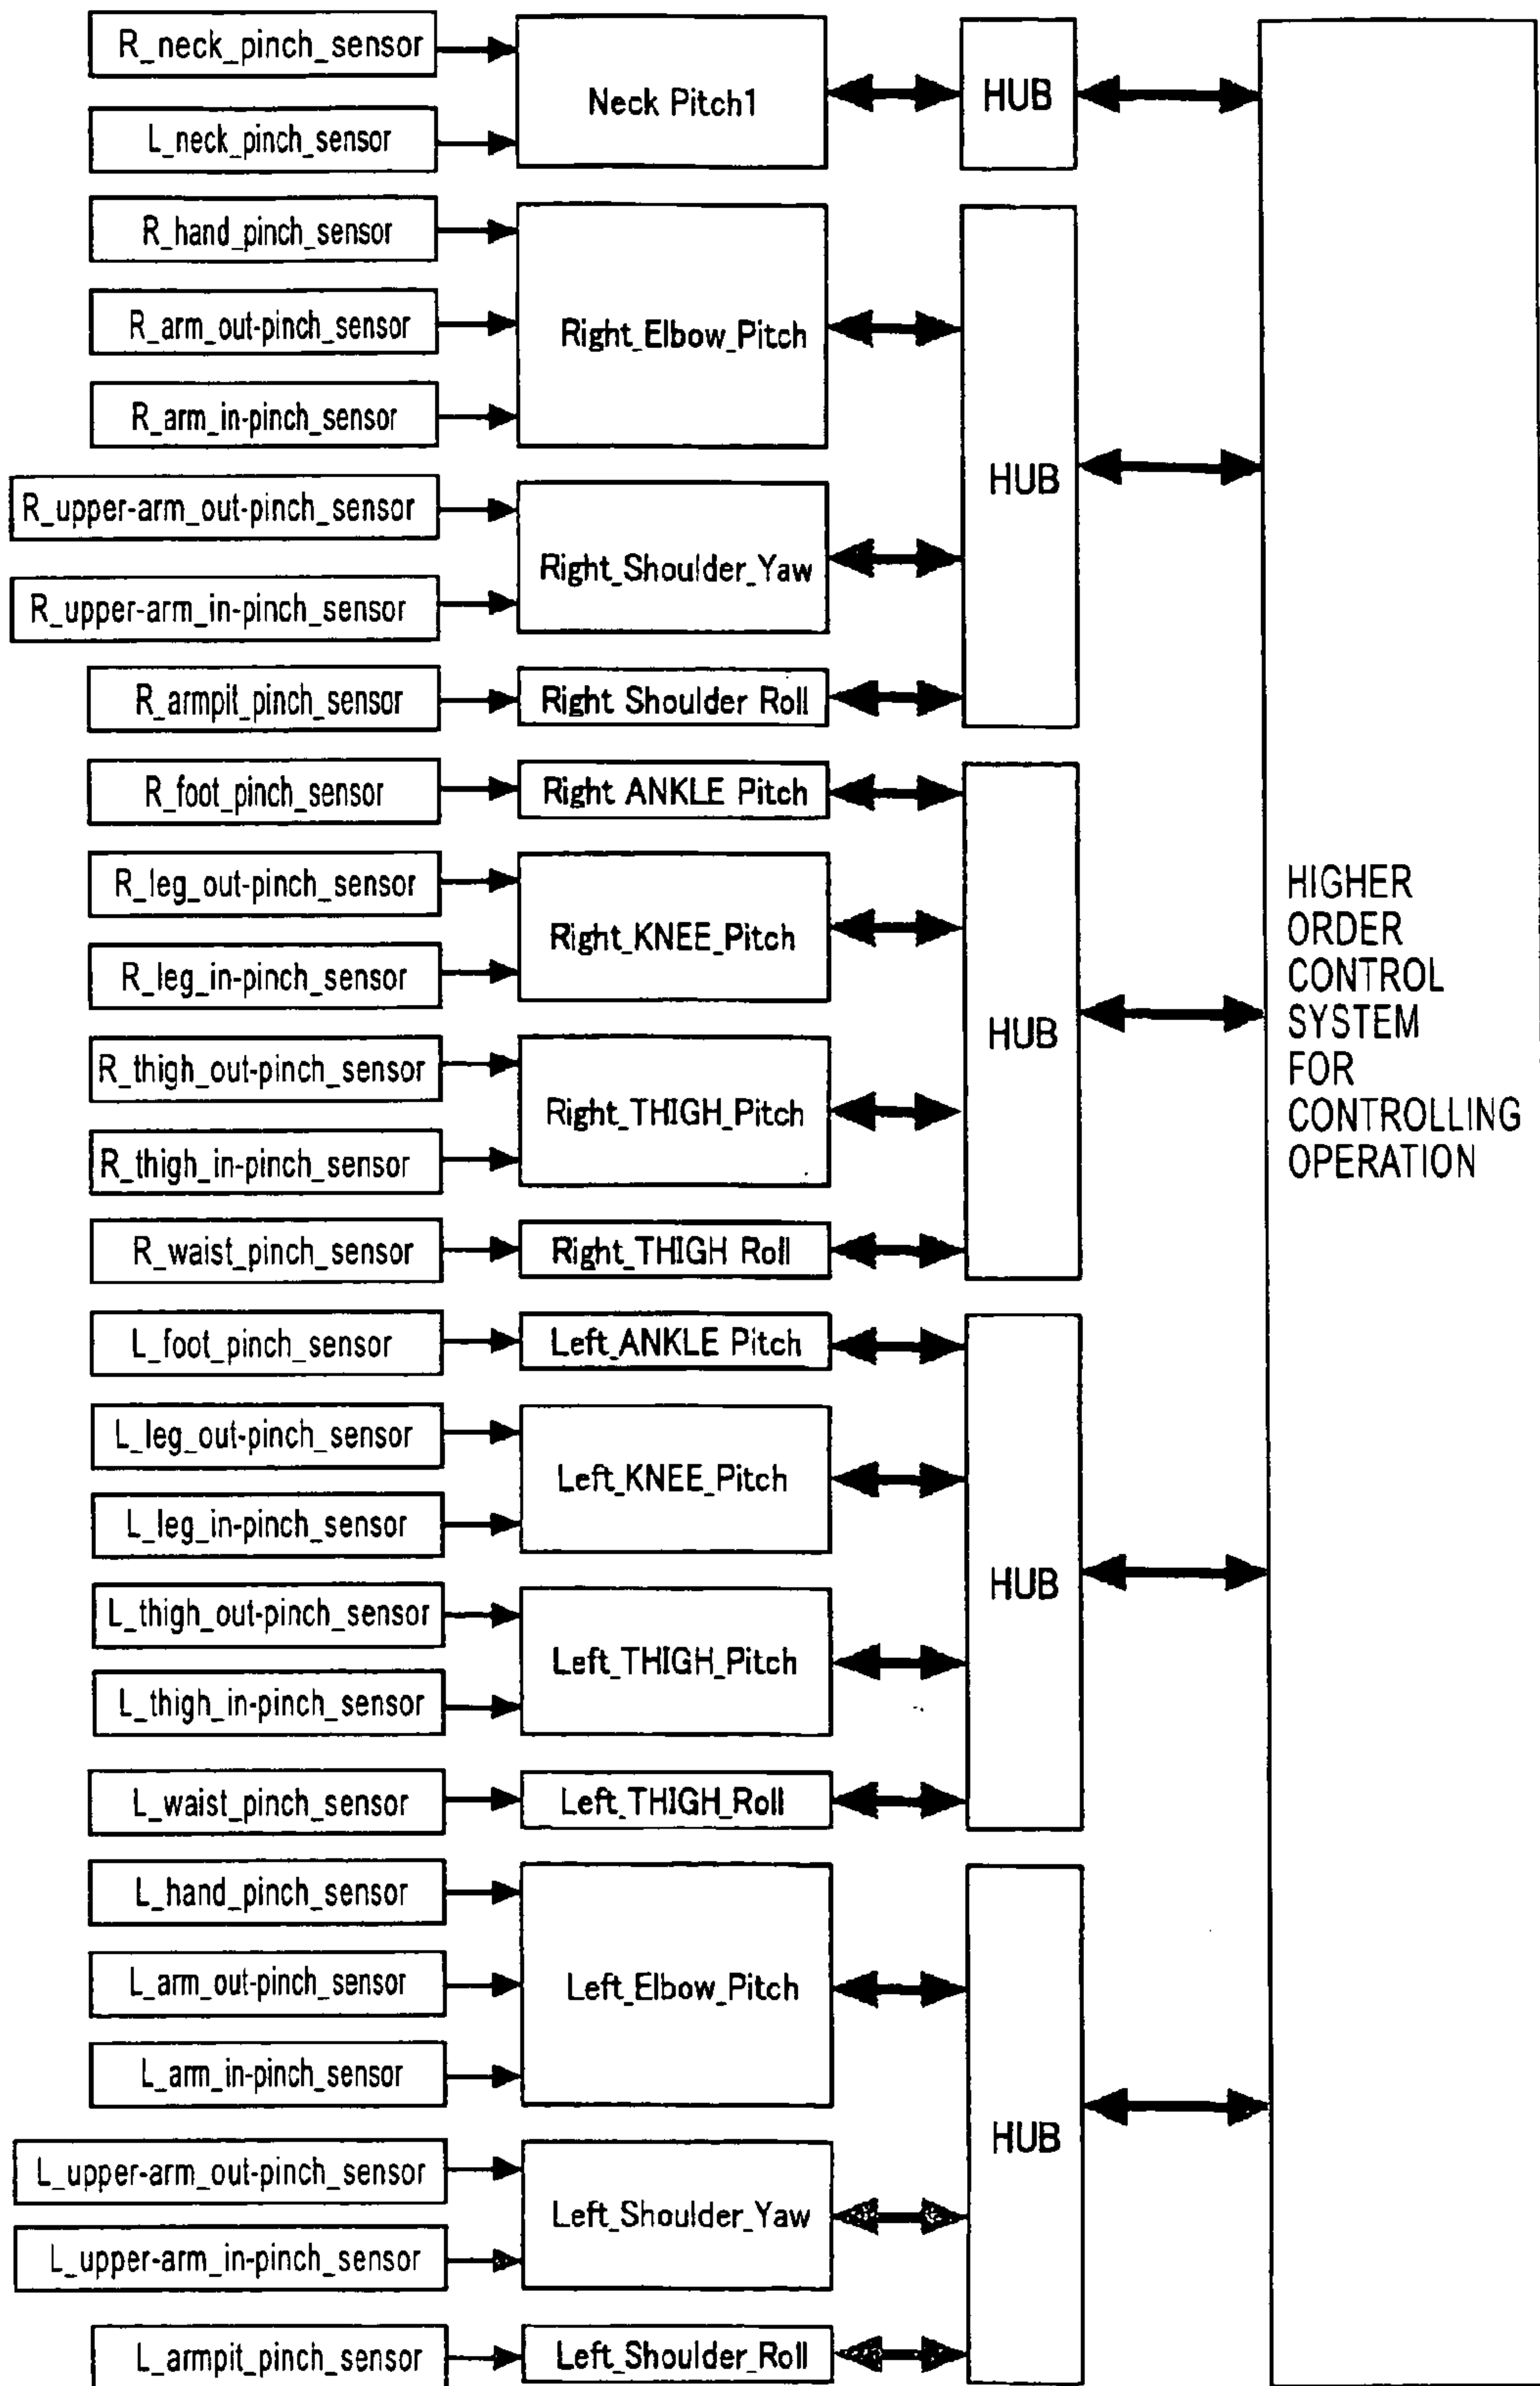 R_neck_pinch_sensor
L_neck_pinch_sensor
Neck Pitch1
HUB
R_hand_pinch_sensor
R_arm_out-pinch_sensor
R_arm_in-pinch_sensor
Right_Elbow_Pitch
R_upper-arm_out-pinch_sensor
R_upper-arm_in-pinch_sensor
Right_Shoulder_Yaw
R_armpit_pinch_sensor
Right Shoulder Roll
HUB
R_foot_pinch_sensor
Right ANKLE Pitch
R_leg_out-pinch_sensor
R_leg_in-pinch_sensor
Right_KNEE_Pitch
R_thigh_out-pinch_sensor
R_thigh_in-pinch_sensor
Right_THIGH_Pitch
R_waist_pinch_sensor
Right_THIGH Roll
HUB
L_foot_pinch_sensor
Left_ANKLE Pitch
L_leg_out-pinch_sensor
L_leg_in-pinch_sensor
Left_KNEE_Pitch
L_thigh_out-pinch_sensor
L_thigh_in-pinch_sensor
Left_THIGH_Pitch
L_waist_pinch_sensor
Left_THIGH_Roll
HUB
L_hand_pinch_sensor
L_arm_out-pinch_sensor
L_arm_in-pinch_sensor
Left_Elbow_Pitch
L_upper-arm_out-pinch_sensor
L_upper-arm_in-pinch_sensor
Left_Shoulder_Yaw
L_armpit_pinch_sensor
Left_Shoulder_Roll
HUB
HIGHER
ORDER
CONTROL
SYSTEM
FOR
CONTROLLING
OPERATION